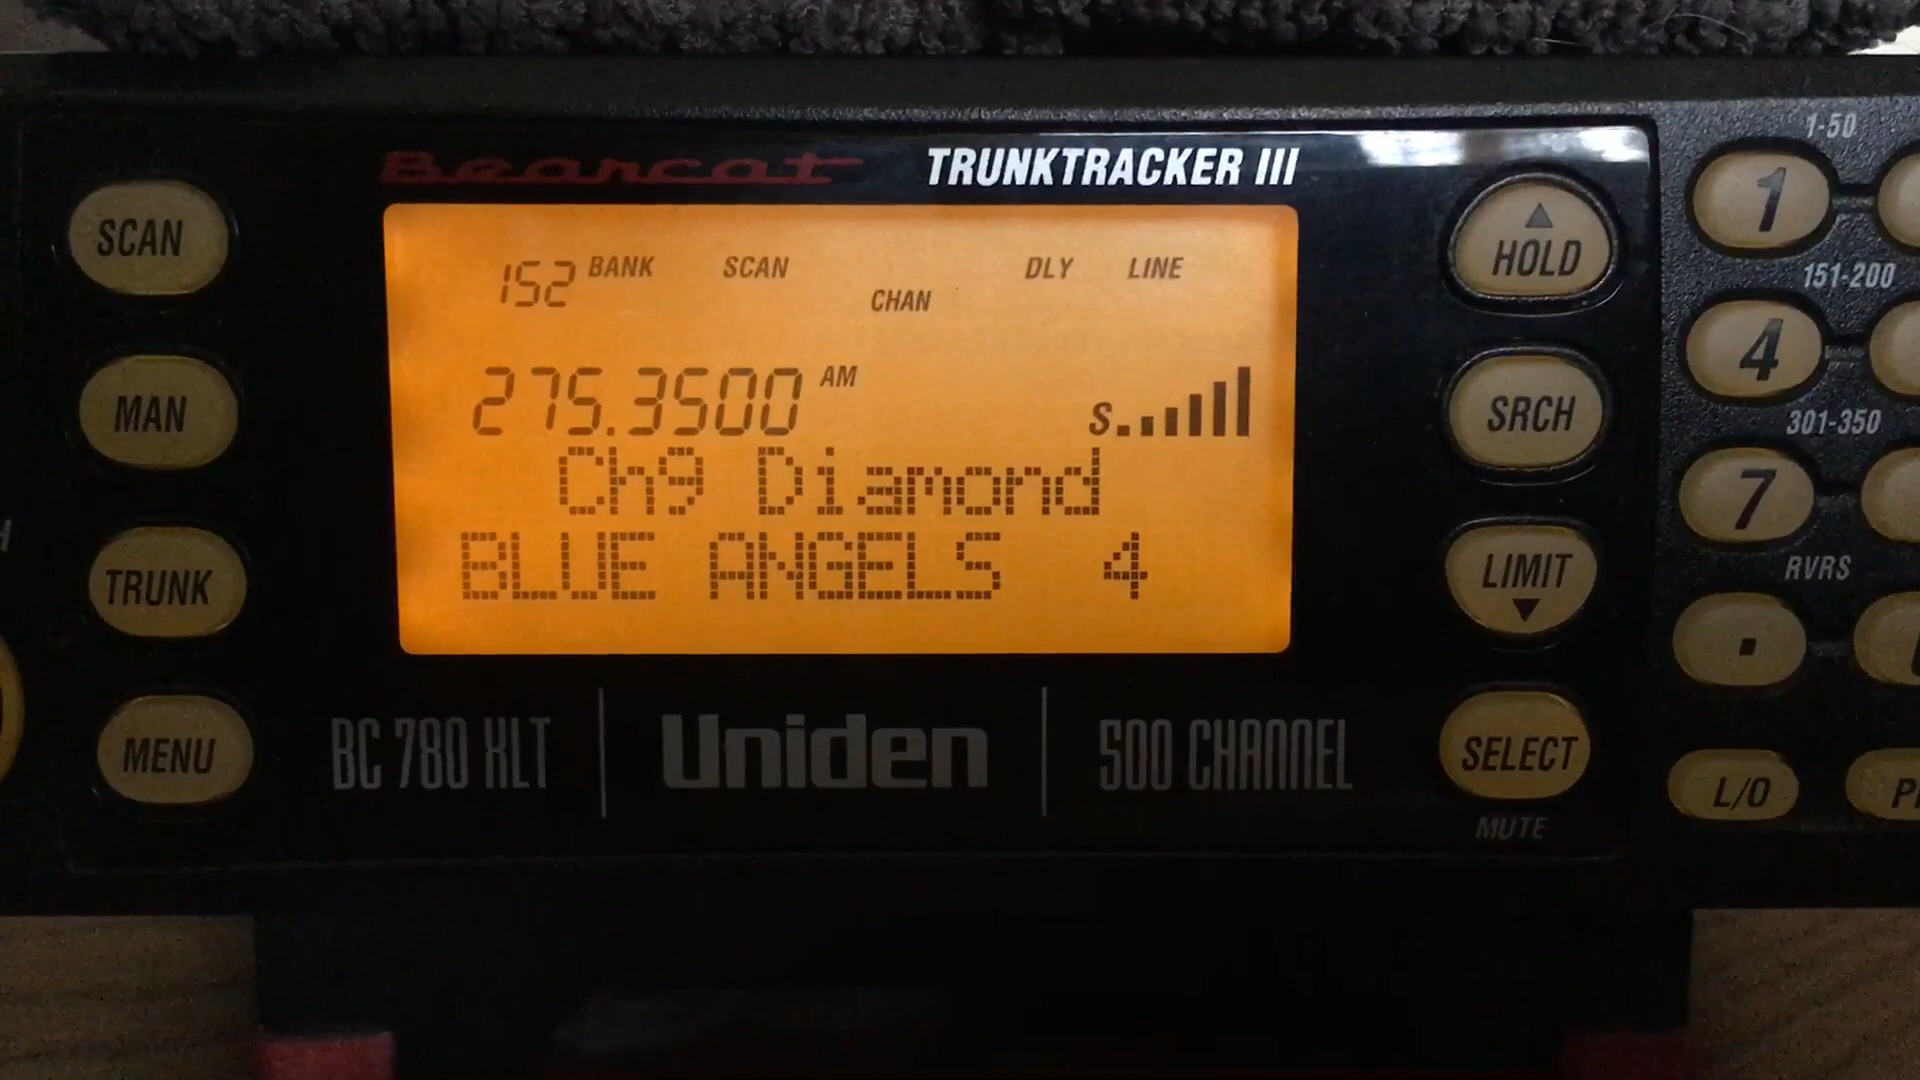 Bearcat TRUNKTRACKER III
1-50
SCAN
152 BANK SCAN CHAN DLY LINE
HOLD
1
151-200
275.3500 AM S
MAN
SRCH
4
301-350
Ch9 Diamond
BLUE ANGELS 4
TRUNK
LIMIT
7
RVRS
.
MENU
BC 780 XLT Uniden 500 CHANNEL
SELECT
MUTE
L/O